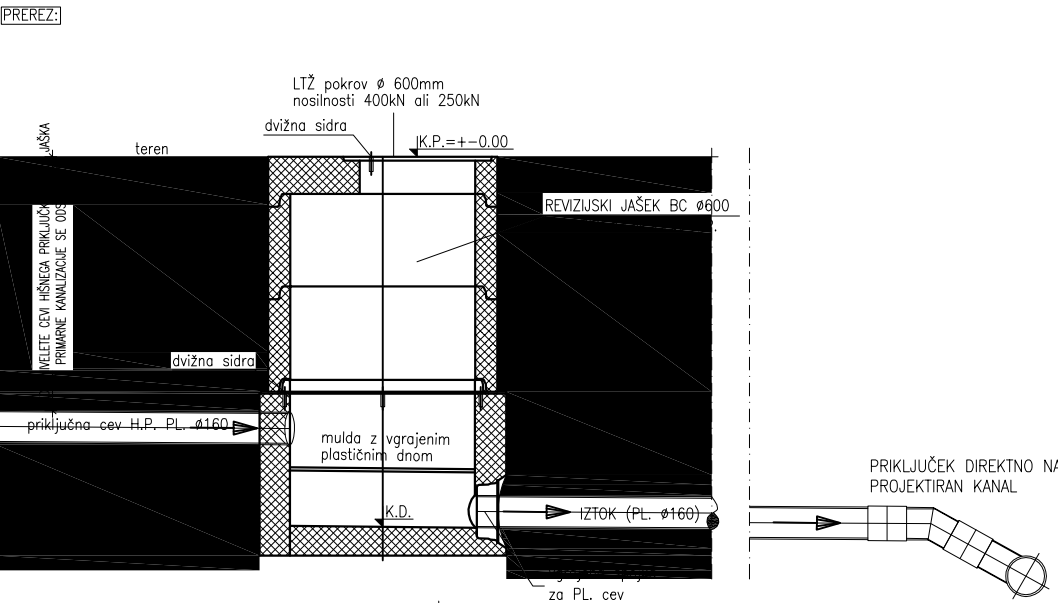 PREREZ:
LTŽ pokrov ø 600mm
nosilnosti 400kN ali 250kN
dvižna sidra
K.P.=+-0.00
teren
JAŠKA
REVIZIJSKI JAŠEK BC ø600
CEVI HIŠNEGA
PRIMARNE KANALIZACIJE SE
dvižna sidra
priključna cev H.P. PL. ø160
mulda z vgrajenim
plastičnim dnom
PRIKLJUČEK DIREKTNO NA
PROJEKTIRAN KANAL
K.D.
IZTOK (PL. ø160)
za PL. cev